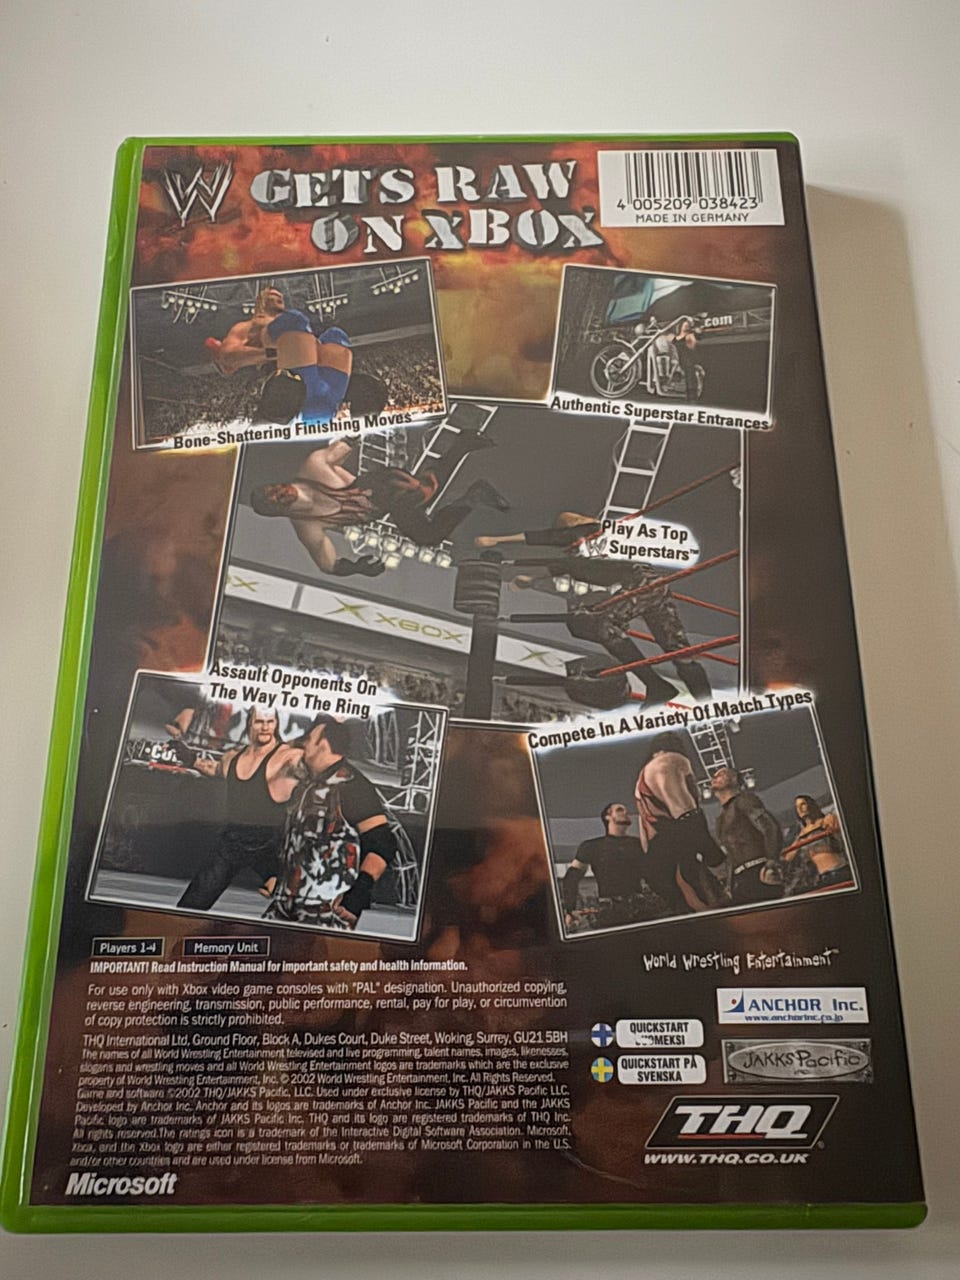 W GETS RAW
ON XBOX
4 005209 038423
MADE IN GERMANY
.com
Bone-Shattering Finishing Moves™
Authentic Superstar Entrances
Play As Top
W Superstars™
XBOX
Assault Opponents On
The Way To The Ring
Compete In A Variety Of Match Types
Players 1-4
Memory Unit
IMPORTANT! Read Instruction Manual for important safety and health information.
For use only with Xbox video game consoles with "PAL" designation. Unauthorized copying,
reverse engineering, transmission, public performance, rental, pay for play, or circumvention
of copy protection is strictly prohibited.
THQ International Ltd, Ground Floor, Block A, Dukes Court, Duke Street, Woking, Surrey, GU21 5BH
The names of all World Wrestling Entertainment televised and live programming, talent names, images, likenesses,
slogans and wrestling moves and all World Wrestling Entertainment logos are trademarks which are the exclusive
property of World Wrestling Entertainment, Inc. © 2002 World Wrestling Entertainment, Inc. All Rights Reserved.
Game and software ©2002 THQ/JAKKS Pacific, LLC. Used under exclusive license by THQ/JAKKS Pacific LLC.
Developed by Anchor Inc. Anchor and its logos are trademarks of Anchor Inc. JAKKS Pacific and the JAKKS
Pacific logo are trademarks of JAKKS Pacific Inc. THQ and its logo are registered trademarks of THQ Inc.
All rights reserved. The ratings icon is a trademark of the Interactive Digital Software Association. Microsoft,
Xbox, and the Xbox logo are either registered trademarks or trademarks of Microsoft Corporation in the U.S.
and/or other countries and are used under license from Microsoft.
Microsoft
World Wrestling Entertainment™
ANCHOR Inc.
www.anchorinc.co.jp
QUICKSTART
QUICKSTART PÅ
SVENSKA
JAKKS Pacific
THQ®
WWW.THQ.CO.UK